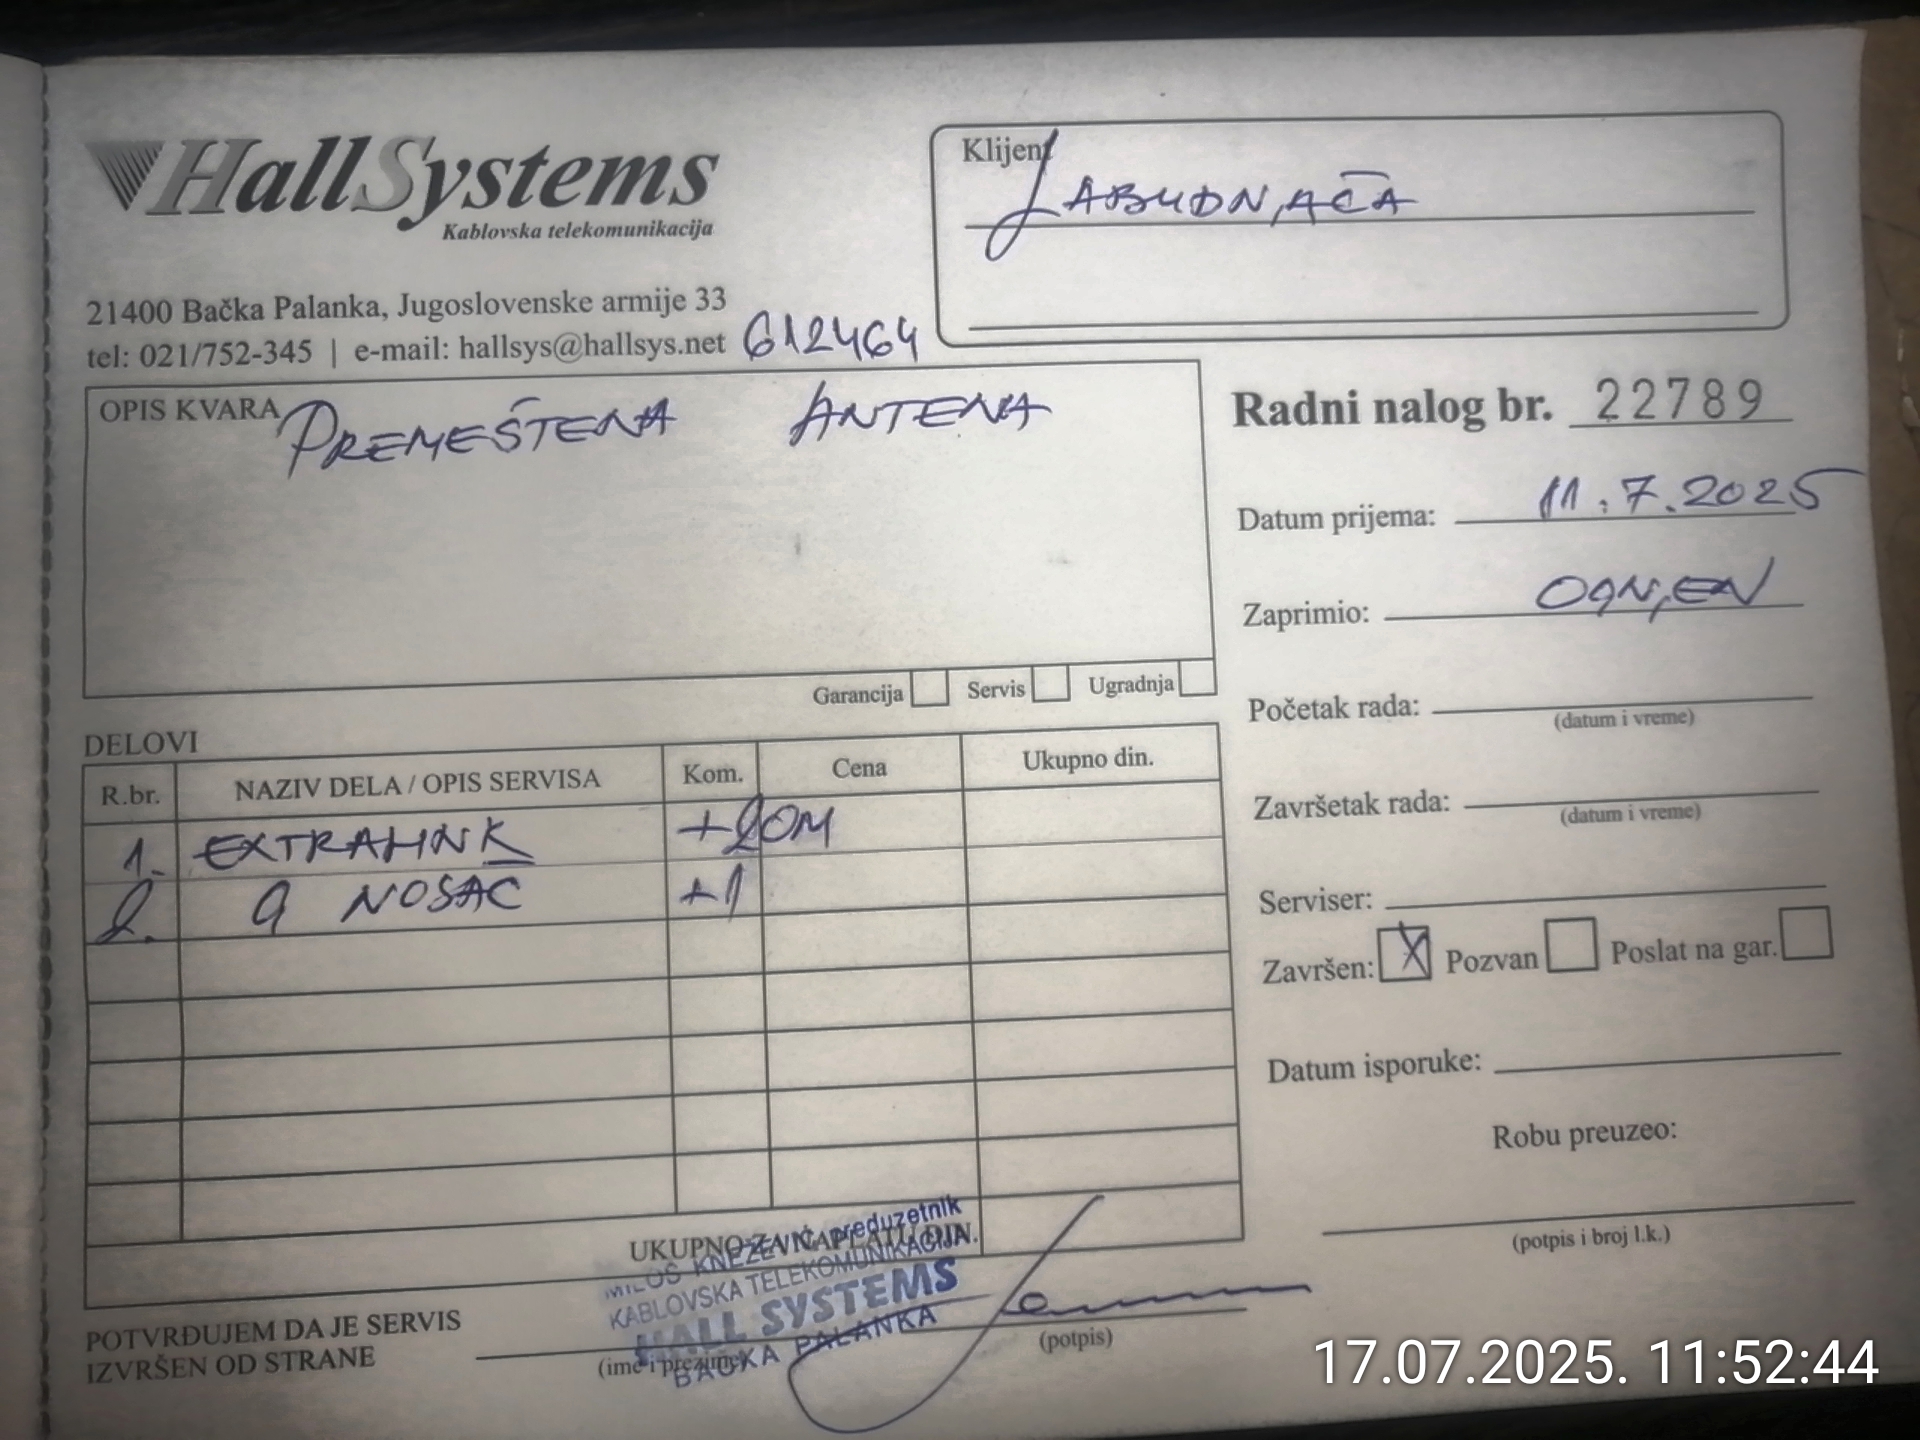 HallSystems
Kablovska telekomunikacija
21400 Bačka Palanka, Jugoslovenske armije 33
tel: 021/752-345 | e-mail: hallsys@hallsys.net 612464
Klijent
LABUDNJAČA
OPIS KVARA PREMEŠTENA ANTENA
Garancija Servis Ugradnja
Radni nalog br. 22789
Datum prijema: 11.7.2025
Zaprimio: OGNJEN
Početak rada:
(datum i vreme)
Završetak rada:
(datum i vreme)
Serviser:
Završen: X Pozvan Poslat na gar.
Datum isporuke:
Robu preuzeo:
(potpis i broj l.k.)
DELOVI
R.br. NAZIV DELA / OPIS SERVISA Kom. Cena Ukupno din.
1. EXTRALINK +20M
2. G NOSAC +1
UKUPNO ZA NAPLATU DIN.
MILOŠ KNEŽEVIĆ preduzetnik
KABLOVSKA TELEKOMUNIKACIJA
HALL SYSTEMS
BAČKA PALANKA
POTVRĐUJEM DA JE SERVIS
IZVRŠEN OD STRANE
(ime i prezime)
(potpis)
17.07.2025. 11:52:44